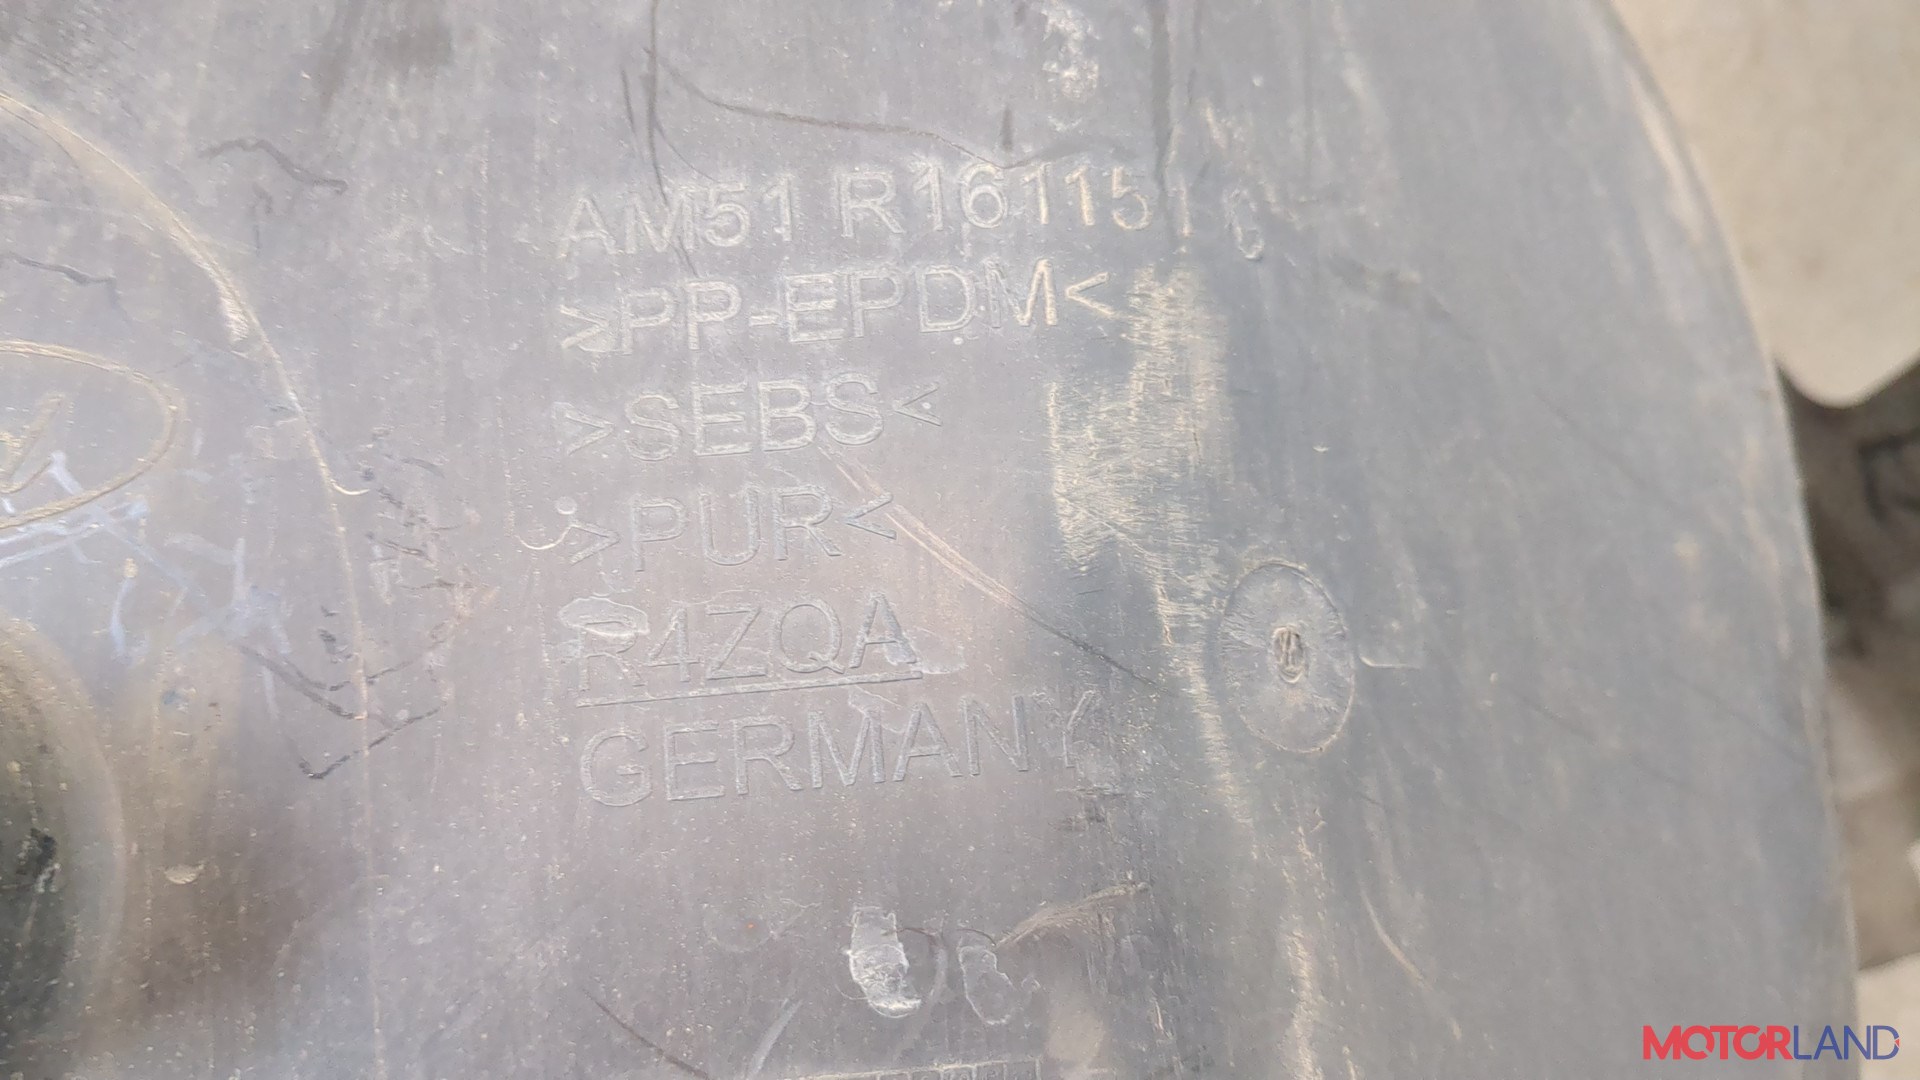 AM51 R16115 C
>PP-EPDM<
>SEBS<
>PUR<
R4ZQA
GERMANY
MOTORLAND